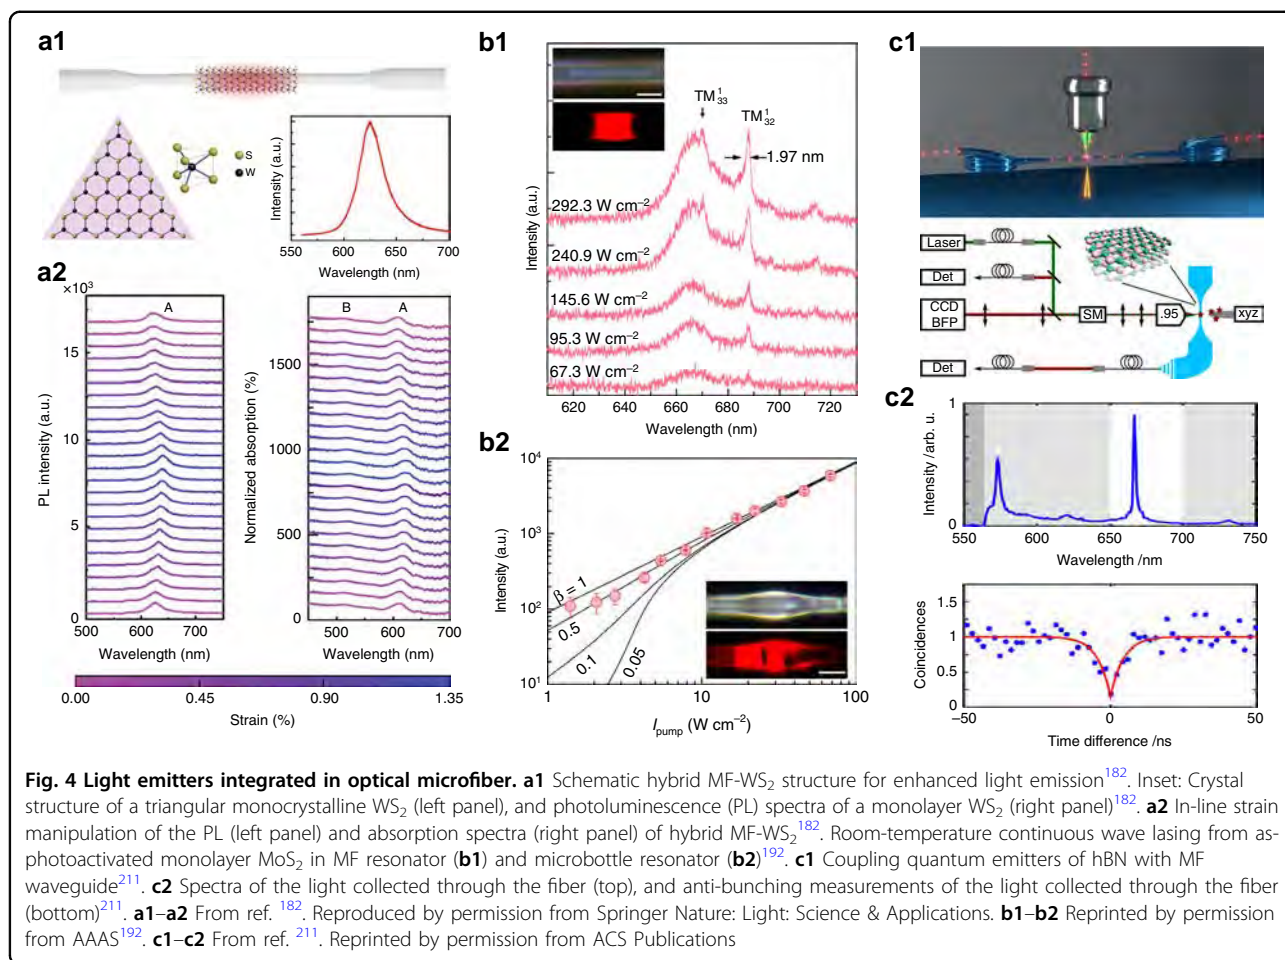 a1
S
W
Intensity (a.u.)
560 600 650 700
Wavelength (nm)
a2
×10³
A
15
10
5
0
PL intensity (a.u.)
500 600 700
Wavelength (nm)
B A
1500
1000
500
0
Normalized absorption (%)
500 600 700
Wavelength (nm)
0.00 0.45 0.90 1.35
Strain (%)
b1
TM¹₃₃
TM¹₃₂
1.97 nm
292.3 W cm⁻²
240.9 W cm⁻²
145.6 W cm⁻²
95.3 W cm⁻²
67.3 W cm⁻²
Intensity (a.u.)
620 640 660 680 700 720
Wavelength (nm)
b2
10⁴
10³
10²
10¹
Intensity (a.u.)
β = 1
0.5
0.1
0.05
1 10 100
I_pump (W cm⁻²)
c1
Laser
Det
CCD
BFP
SM
.95
xyz
Det
c2
1
0
Intensity /arb. u.
550 600 650 700 750
Wavelength /nm
1.5
1
0.5
0
Coincidences
−50 0 50
Time difference /ns
Fig. 4 Light emitters integrated in optical microfiber. a1 Schematic hybrid MF-WS₂ structure for enhanced light emission¹⁸². Inset: Crystal
structure of a triangular monocrystalline WS₂ (left panel), and photoluminescence (PL) spectra of a monolayer WS₂ (right panel)¹⁸². a2 In-line strain
manipulation of the PL (left panel) and absorption spectra (right panel) of hybrid MF-WS₂¹⁸². Room-temperature continuous wave lasing from as-
photoactivated monolayer MoS₂ in MF resonator (b1) and microbottle resonator (b2)¹⁹². c1 Coupling quantum emitters of hBN with MF
waveguide²¹¹. c2 Spectra of the light collected through the fiber (top), and anti-bunching measurements of the light collected through the fiber
(bottom)²¹¹. a1–a2 From ref. ¹⁸². Reproduced by permission from Springer Nature: Light: Science & Applications. b1–b2 Reprinted by permission
from AAAS¹⁹². c1–c2 From ref. ²¹¹. Reprinted by permission from ACS Publications